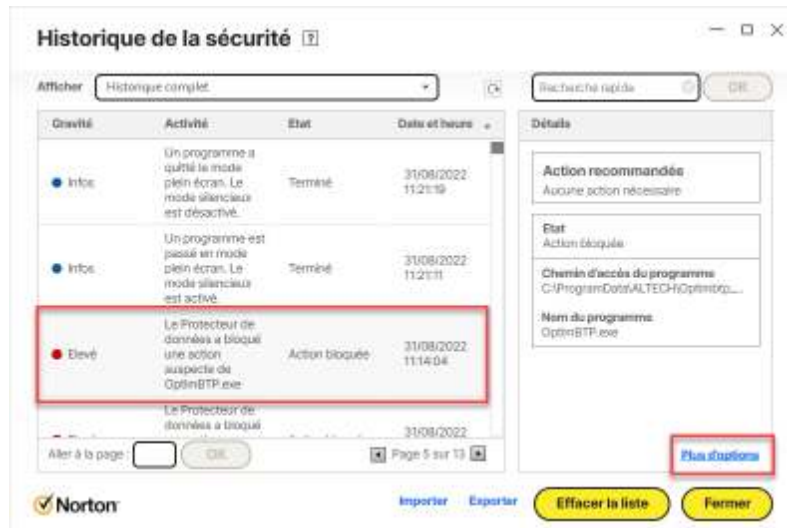 Historique de la sécurité ?
Afficher Historique complet
Recherche rapide OK
Gravité Activité Etat Date et heure
Détails
Infos
Un programme a
quitté le mode
plein écran. Le
mode silencieux
est désactivé.
Terminé
31/08/2022
11:21:19
Infos
Un programme est
passé en mode
plein écran. Le
mode silencieux
est activé.
Terminé
31/08/2022
11:21:11
Elevé
Le Protecteur de
données a bloqué
une action
suspecte de
OptimBTP.exe
Action bloquée
31/08/2022
11:14:04
Le Protecteur de
données a bloqué
31/08/2022
Action recommandée
Aucune action nécessaire
Etat
Action bloquée
Chemin d'accès du programme
C:\ProgramData\ALTECH\Optimbtp_...
Nom du programme
OptimBTP.exe
Aller à la page OK Page 5 sur 13
Plus d'options
Norton
Importer Exporter Effacer la liste Fermer